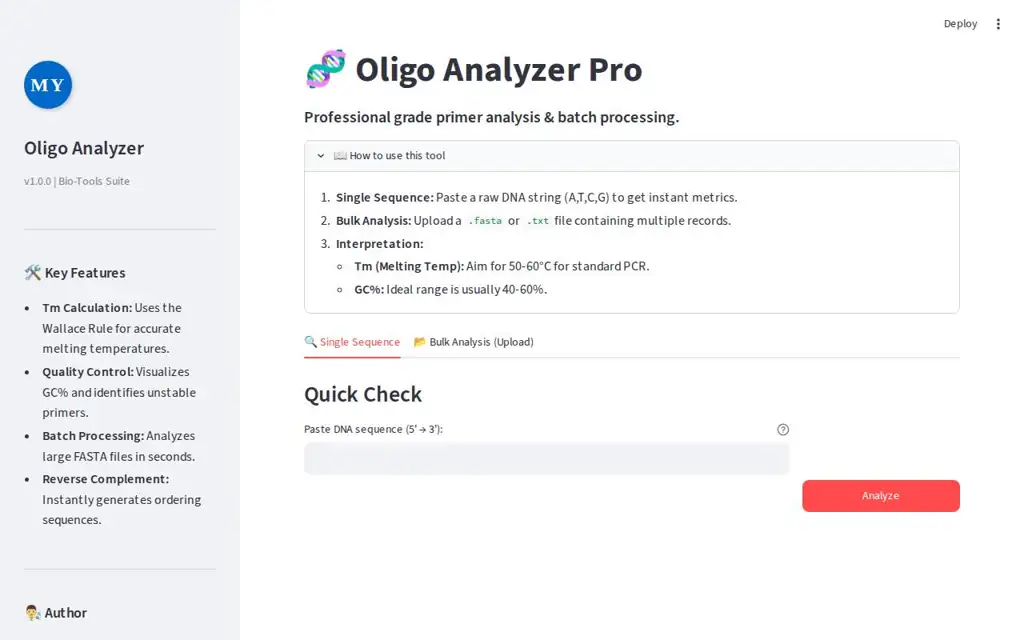 MY
Oligo Analyzer
v1.0.0 | Bio-Tools Suite
🛠️ Key Features
• Tm Calculation: Uses the
Wallace Rule for accurate
melting temperatures.
• Quality Control: Visualizes
GC% and identifies unstable
primers.
• Batch Processing: Analyzes
large FASTA files in seconds.
• Reverse Complement:
Instantly generates ordering
sequences.
👨‍🔬 Author
Deploy
🧬 Oligo Analyzer Pro
Professional grade primer analysis & batch processing.
📖 How to use this tool
1. Single Sequence: Paste a raw DNA string (A,T,C,G) to get instant metrics.
2. Bulk Analysis: Upload a .fasta or .txt file containing multiple records.
3. Interpretation:
◦ Tm (Melting Temp): Aim for 50-60°C for standard PCR.
◦ GC%: Ideal range is usually 40-60%.
🔍 Single Sequence 📂 Bulk Analysis (Upload)
Quick Check
Paste DNA sequence (5' → 3'):
Analyze